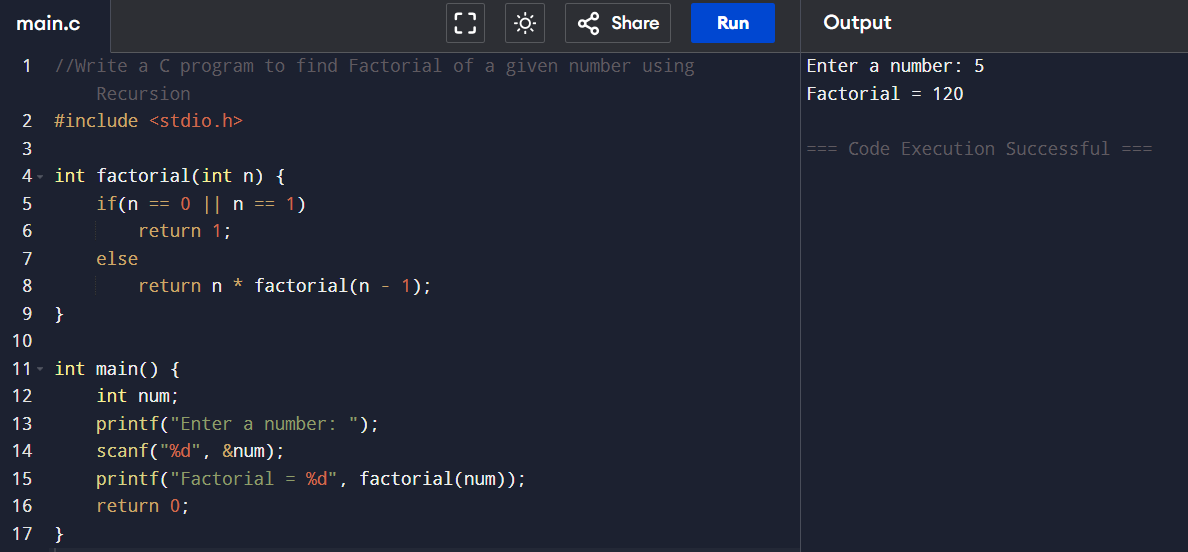 main.c Share Run Output
1 //Write a C program to find Factorial of a given number using
Recursion
2 #include <stdio.h>
3
4 int factorial(int n) {
5     if(n == 0 || n == 1)
6         return 1;
7     else
8         return n * factorial(n - 1);
9 }
10
11 int main() {
12     int num;
13     printf("Enter a number: ");
14     scanf("%d", &num);
15     printf("Factorial = %d", factorial(num));
16     return 0;
17 }
Enter a number: 5
Factorial = 120
=== Code Execution Successful ===